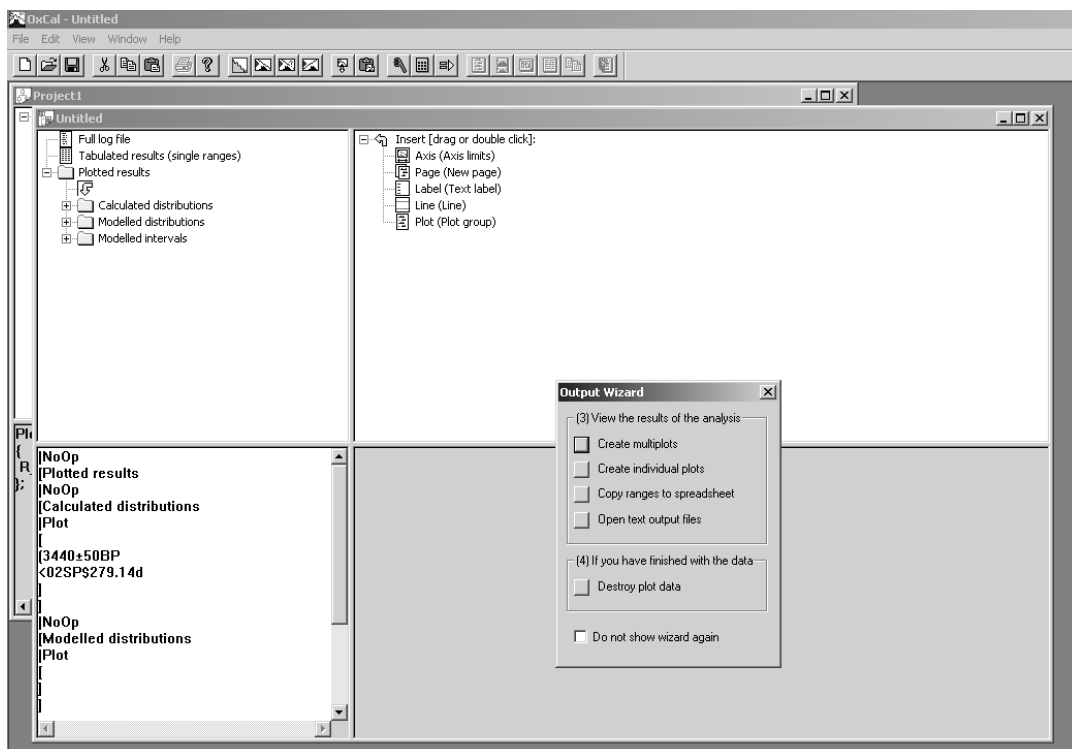 OxCal - Untitled
File Edit View Window Help
Project1
Untitled
Full log file
Tabulated results (single ranges)
Plotted results
Calculated distributions
Modelled distributions
Modelled intervals
Insert [drag or double click]:
Axis (Axis limits)
Page (New page)
Label (Text label)
Line (Line)
Plot (Plot group)
{
};
|NoOp
[Plotted results
|NoOp
[Calculated distributions
|Plot
[
(3440±50BP
<02SP$279.14d
]
]
|NoOp
[Modelled distributions
|Plot
[
]
]
Output Wizard
(3) View the results of the analysis
Create multiplots
Create individual plots
Copy ranges to spreadsheet
Open text output files
(4) If you have finished with the data
Destroy plot data
Do not show wizard again